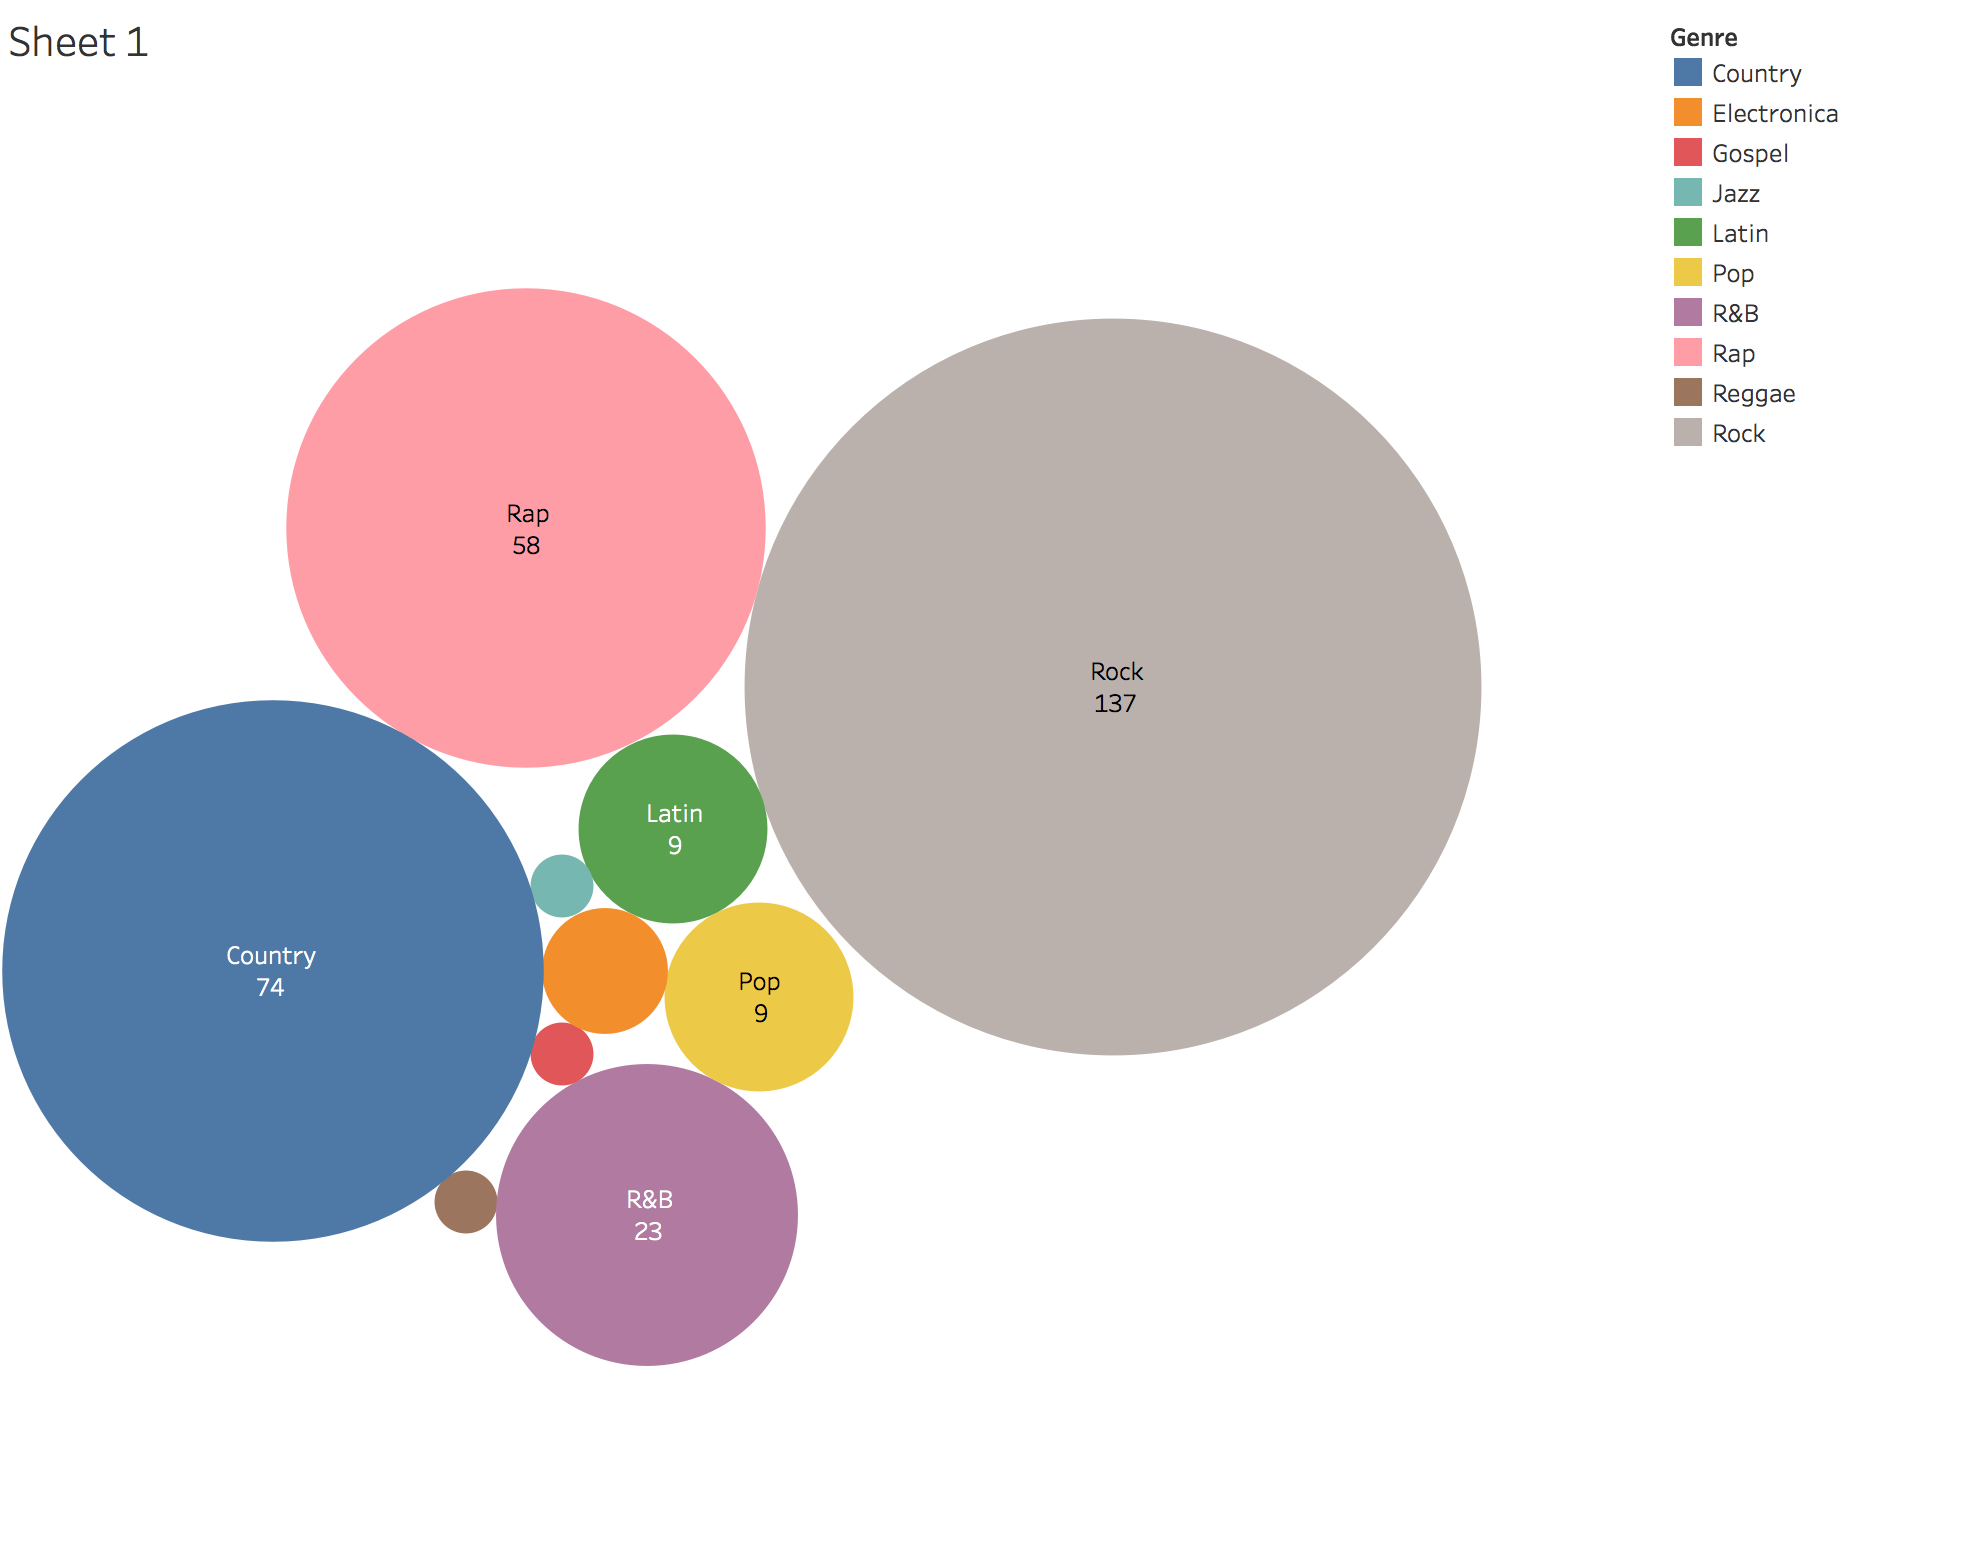 Sheet 1
Genre
Country
Electronica
Gospel
Jazz
Latin
Pop
R&B
Rap
Reggae
Rock
Rap
58
Rock
137
Latin
9
Country
74
Pop
9
R&B
23